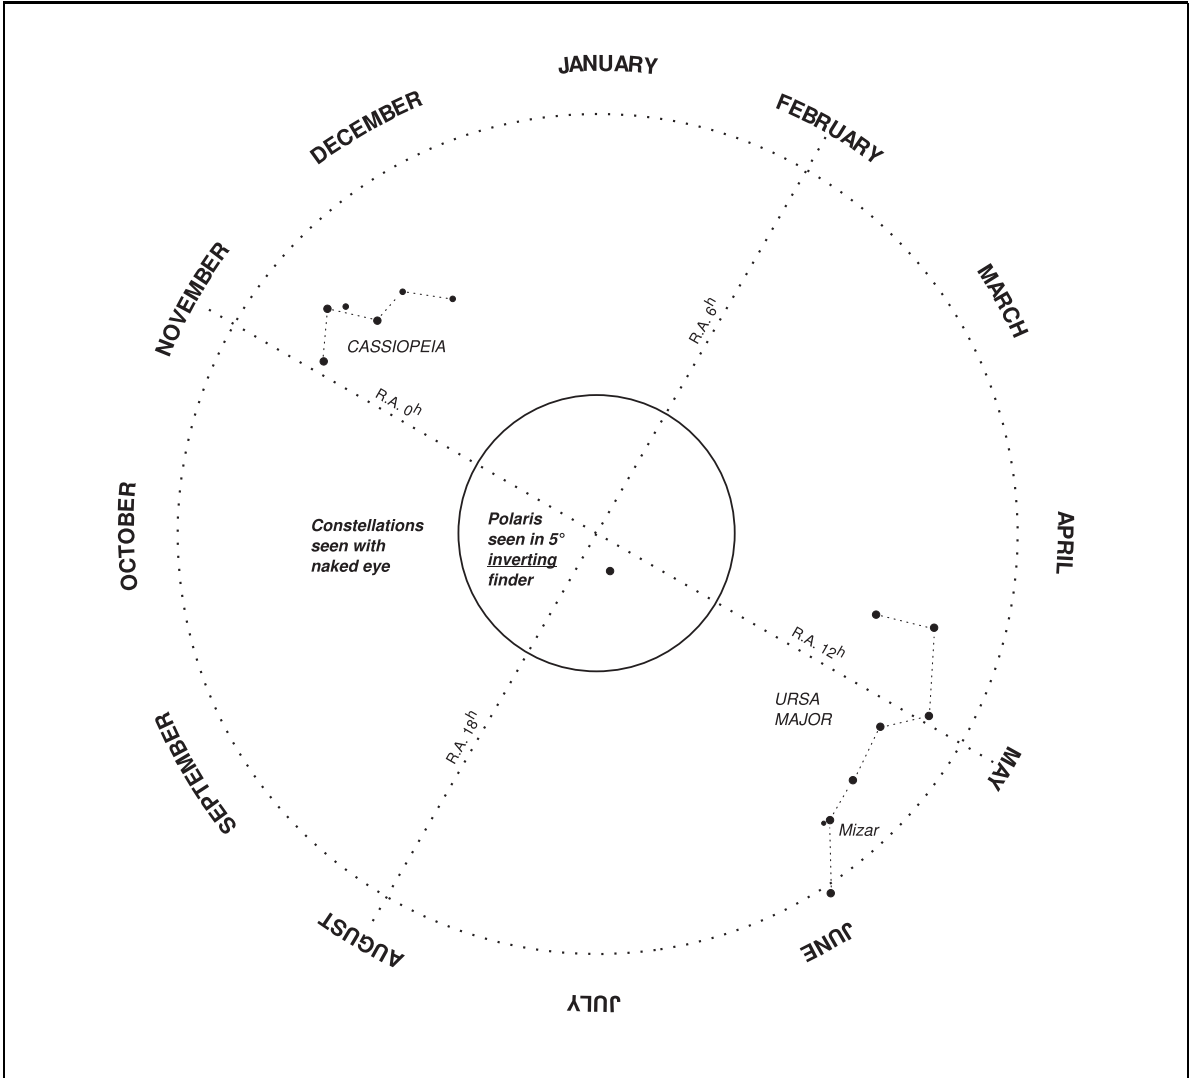 JANUARY
FEBRUARY
DECEMBER
MARCH
NOVEMBER
R.A. 6h
CASSIOPEIA
R.A. 0h
OCTOBER
APRIL
Constellations
seen with
naked eye
Polaris
seen in 5°
inverting
finder
R.A. 12h
URSA
MAJOR
R.A. 18h
SEPTEMBER
MAY
Mizar
AUGUST
JUNE
JULY